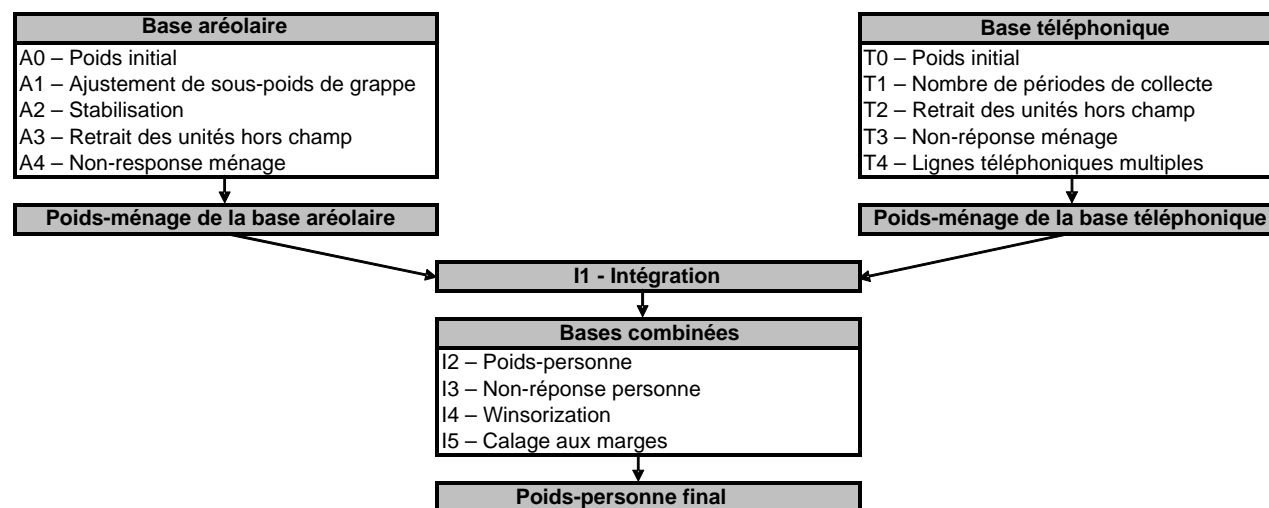 Base aréolaire
A0 – Poids initial
A1 – Ajustement de sous-poids de grappe
A2 – Stabilisation
A3 – Retrait des unités hors champ
A4 – Non-response ménage
Poids-ménage de la base aréolaire
Base téléphonique
T0 – Poids initial
T1 – Nombre de périodes de collecte
T2 – Retrait des unités hors champ
T3 – Non-réponse ménage
T4 – Lignes téléphoniques multiples
Poids-ménage de la base téléphonique
I1 - Intégration
Bases combinées
I2 – Poids-personne
I3 – Non-réponse personne
I4 – Winsorization
I5 – Calage aux marges
Poids-personne final